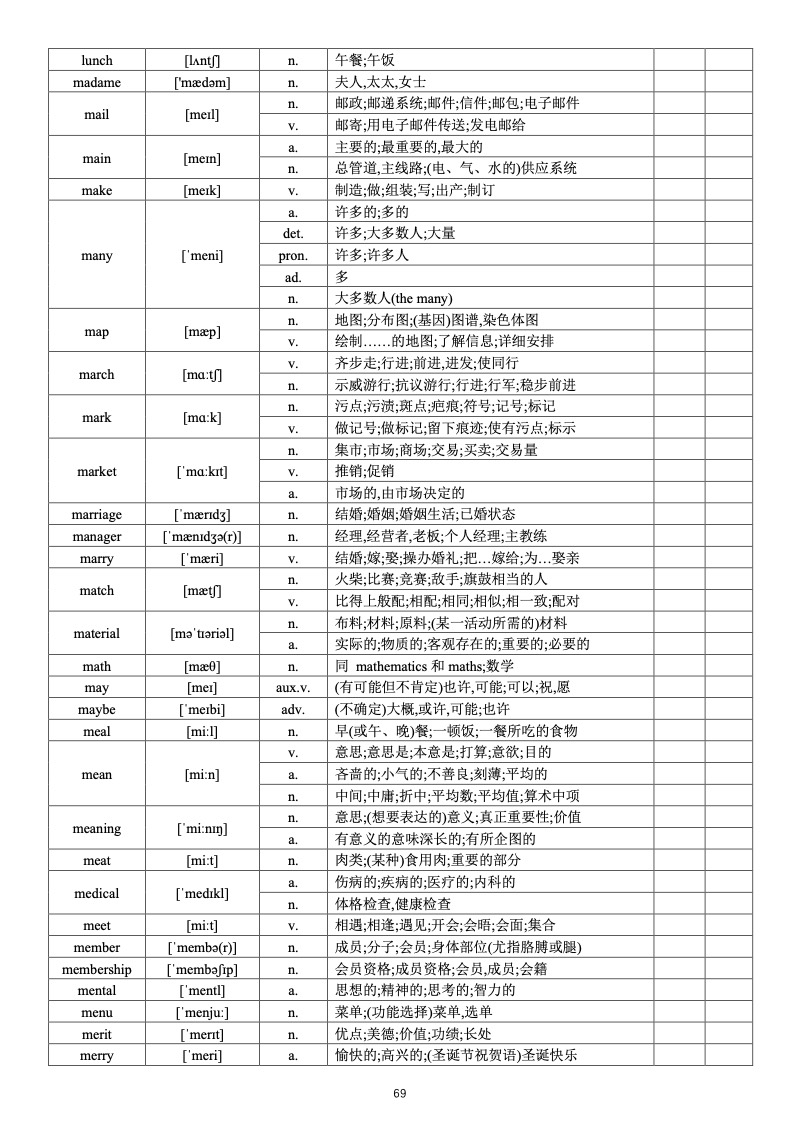 lunch [lʌntʃ] n. 午餐;午饭
madame ['mædəm] n. 夫人,太太,女士
mail [meɪl] n. 邮政;邮递系统;邮件;信件;邮包;电子邮件
v. 邮寄;用电子邮件传送;发电邮给
main [meɪn] a. 主要的;最重要的,最大的
n. 总管道,主线路;(电、气、水的)供应系统
make [meɪk] v. 制造;做;组装;写;出产;制订
many [ˈmeni] a. 许多的;多的
det. 许多;大多数人;大量
pron. 许多;许多人
ad. 多
n. 大多数人(the many)
map [mæp] n. 地图;分布图;(基因)图谱,染色体图
v. 绘制……的地图;了解信息;详细安排
march [mɑːtʃ] v. 齐步走;行进;前进,进发;使同行
n. 示威游行;抗议游行;行进;行军;稳步前进
mark [mɑːk] n. 污点;污渍;斑点;疤痕;符号;记号;标记
v. 做记号;做标记;留下痕迹;使有污点;标示
market [ˈmɑːkɪt] n. 集市;市场;商场;交易;买卖;交易量
v. 推销;促销
a. 市场的,由市场决定的
marriage [ˈmærɪdʒ] n. 结婚;婚姻;婚姻生活;已婚状态
manager [ˈmænɪdʒə(r)] n. 经理,经营者,老板;个人经理;主教练
marry [ˈmæri] v. 结婚;嫁;娶;操办婚礼;把…嫁给;为…娶亲
match [mætʃ] n. 火柴;比赛;竞赛;敌手;旗鼓相当的人
v. 比得上般配;相配;相同;相似;相一致;配对
material [məˈtɪəriəl] n. 布料;材料;原料;(某一活动所需的)材料
a. 实际的;物质的;客观存在的;重要的;必要的
math [mæθ] n. 同 mathematics 和 maths;数学
may [meɪ] aux.v. (有可能但不肯定)也许,可能;可以;祝,愿
maybe [ˈmeɪbi] adv. (不确定)大概,或许,可能;也许
meal [miːl] n. 早(或午、晚)餐;一顿饭;一餐所吃的食物
mean [miːn] v. 意思;意思是;本意是;打算;意欲;目的
a. 吝啬的;小气的;不善良;刻薄;平均的
n. 中间;中庸;折中;平均数;平均值;算术中项
meaning [ˈmiːnɪŋ] n. 意思;(想要表达的)意义;真正重要性;价值
a. 有意义的意味深长的;有所企图的
meat [miːt] n. 肉类;(某种)食用肉;重要的部分
medical [ˈmedɪkl] a. 伤病的;疾病的;医疗的;内科的
n. 体格检查,健康检查
meet [miːt] v. 相遇;相逢;遇见;开会;会晤;会面;集合
member [ˈmembə(r)] n. 成员;分子;会员;身体部位(尤指胳膊或腿)
membership [ˈmembəʃɪp] n. 会员资格;成员资格;会员,成员;会籍
mental [ˈmentl] a. 思想的;精神的;思考的;智力的
menu [ˈmenjuː] n. 菜单;(功能选择)菜单,选单
merit [ˈmerɪt] n. 优点;美德;价值;功绩;长处
merry [ˈmeri] a. 愉快的;高兴的;(圣诞节祝贺语)圣诞快乐
69